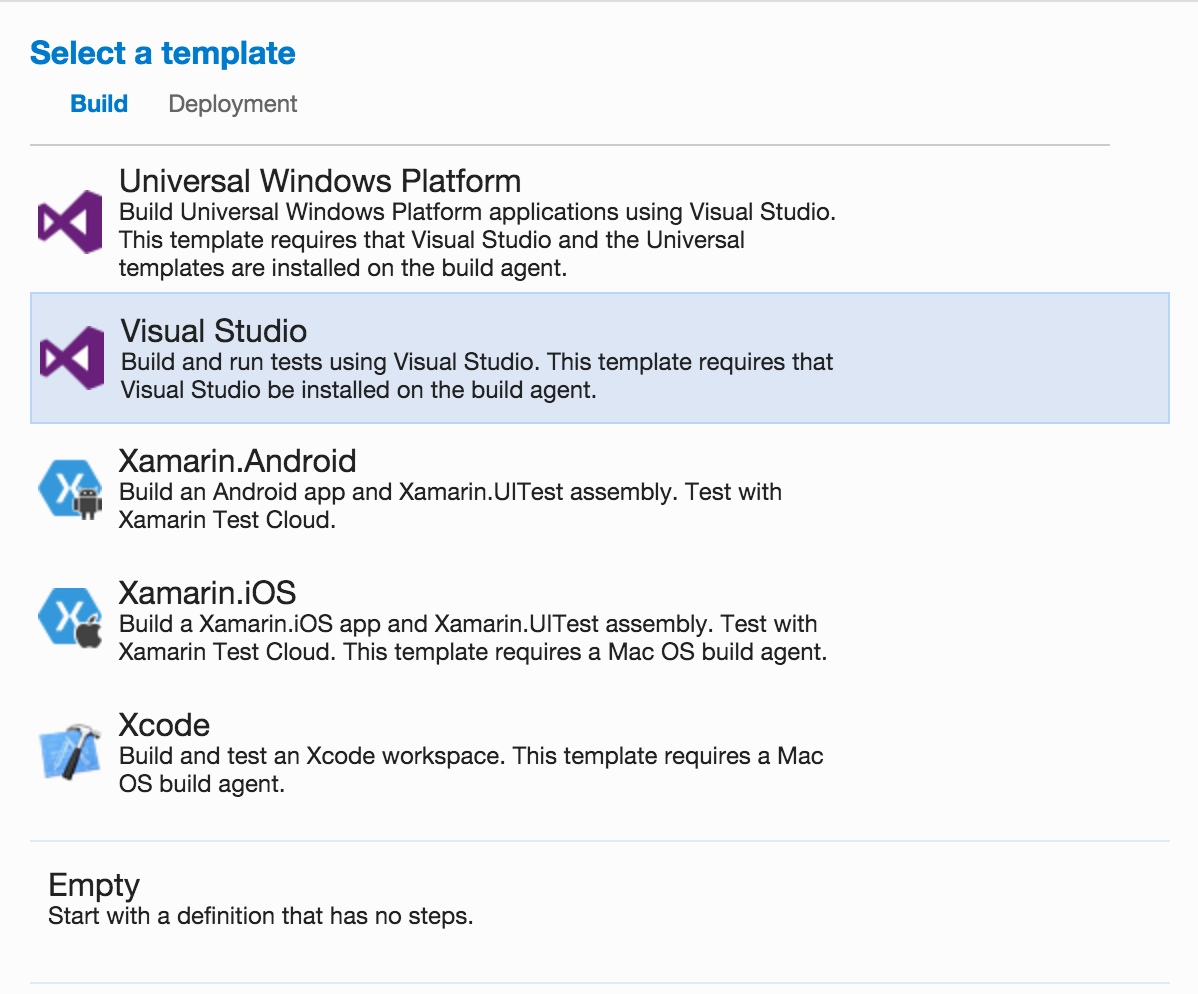 Select a template
Build Deployment
Universal Windows Platform
Build Universal Windows Platform applications using Visual Studio.
This template requires that Visual Studio and the Universal
templates are installed on the build agent.
Visual Studio
Build and run tests using Visual Studio. This template requires that
Visual Studio be installed on the build agent.
Xamarin.Android
Build an Android app and Xamarin.UITest assembly. Test with
Xamarin Test Cloud.
Xamarin.iOS
Build a Xamarin.iOS app and Xamarin.UITest assembly. Test with
Xamarin Test Cloud. This template requires a Mac OS build agent.
Xcode
Build and test an Xcode workspace. This template requires a Mac
OS build agent.
Empty
Start with a definition that has no steps.